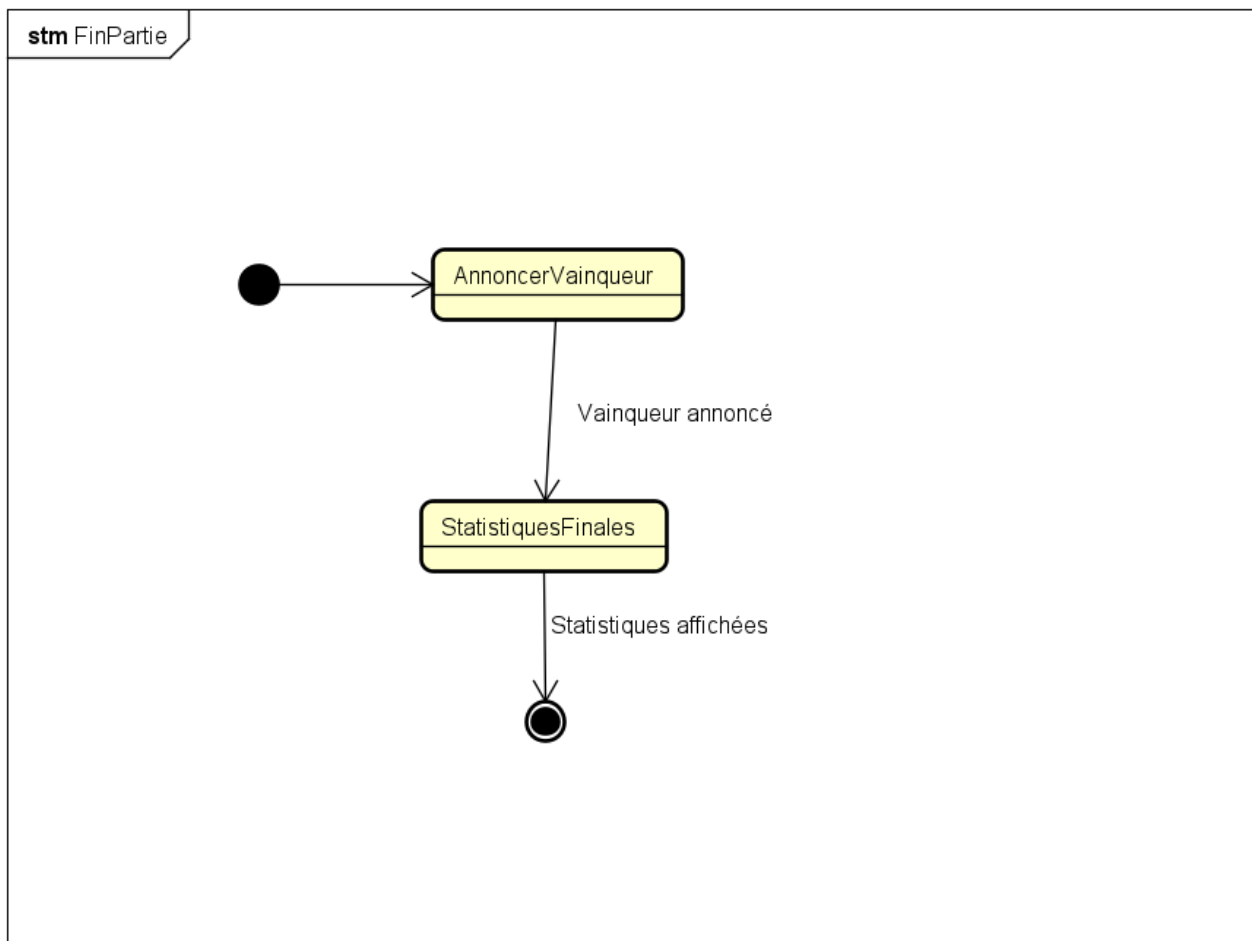 stm FinPartie
AnnoncerVainqueur
Vainqueur annoncé
StatistiquesFinales
Statistiques affichées